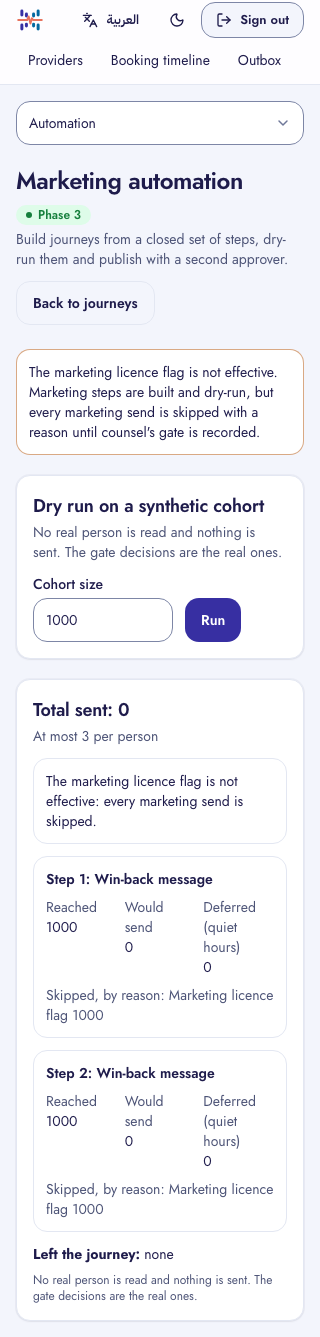 العربية
Sign out
Providers
Booking timeline
Outbox
Automation
Marketing automation
Phase 3
Build journeys from a closed set of steps, dry-
run them and publish with a second approver.
Back to journeys
The marketing licence flag is not effective.
Marketing steps are built and dry-run, but
every marketing send is skipped with a
reason until counsel's gate is recorded.
Dry run on a synthetic cohort
No real person is read and nothing is
sent. The gate decisions are the real ones.
Cohort size
1000
Run
Total sent: 0
At most 3 per person
The marketing licence flag is not
effective: every marketing send is
skipped.
Step 1: Win-back message
Reached
1000
Would
send
0
Deferred
(quiet
hours)
0
Skipped, by reason: Marketing licence
flag 1000
Step 2: Win-back message
Reached
1000
Would
send
0
Deferred
(quiet
hours)
0
Skipped, by reason: Marketing licence
flag 1000
Left the journey: none
No real person is read and nothing is sent. The
gate decisions are the real ones.